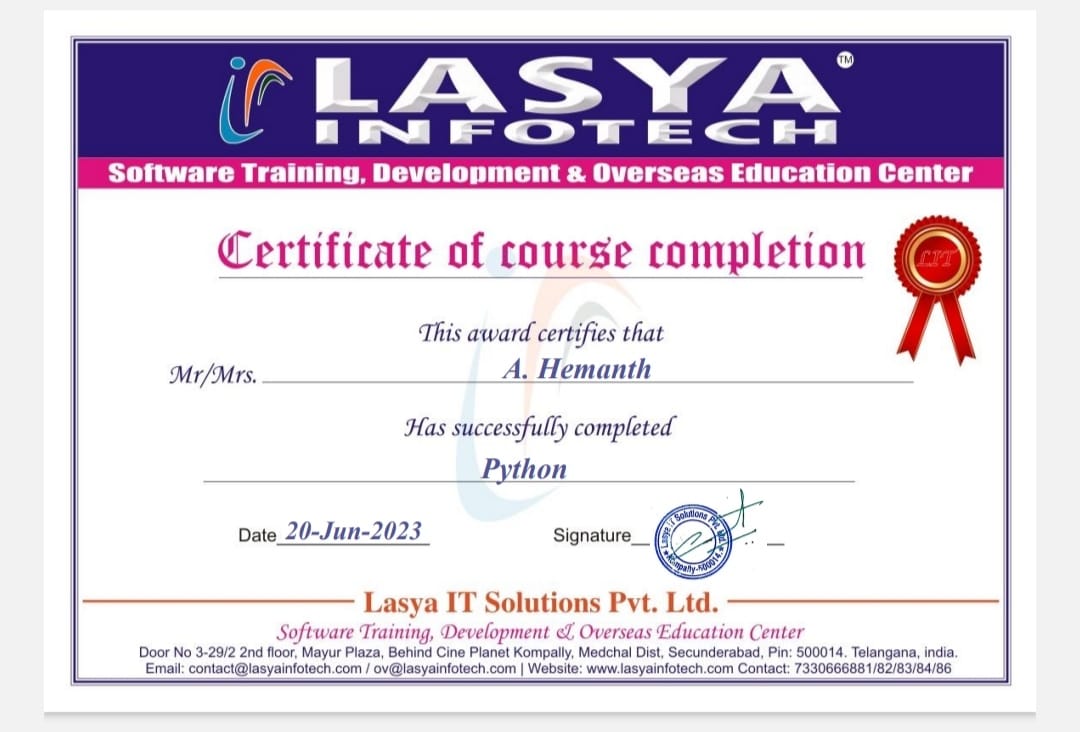 LASYA TM
INFOTECH
Software Training, Development & Overseas Education Center
Certificate of course completion
LIT
This award certifies that
Mr/Mrs. A. Hemanth
Has successfully completed
Python
Date 20-Jun-2023 Signature
Lasya IT Solutions Pvt. Ltd.
Kompally-500014.
Lasya IT Solutions Pvt. Ltd.
Software Training, Development & Overseas Education Center
Door No 3-29/2 2nd floor, Mayur Plaza, Behind Cine Planet Kompally, Medchal Dist, Secunderabad, Pin: 500014. Telangana, india.
Email: contact@lasyainfotech.com / ov@lasyainfotech.com | Website: www.lasyainfotech.com Contact: 7330666881/82/83/84/86